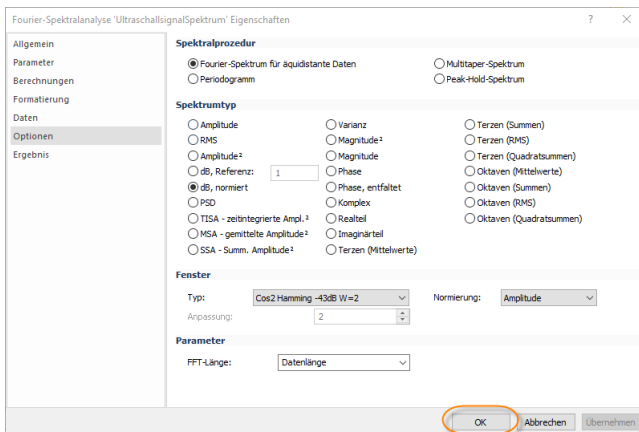 Fourier-Spektralanalyse 'UltraschallsignalSpektrum' Eigenschaften
Allgemein
Parameter
Berechnungen
Formatierung
Daten
Optionen
Ergebnis
Spektralprozedur
Fourier-Spektrum für äquidistante Daten
Multitaper-Spektrum
Periodogramm
Peak-Hold-Spektrum
Spektrumtyp
Amplitude
RMS
Amplitude²
dB, Referenz: 1
dB, normiert
PSD
TISA - zeitintegrierte Ampl.²
MSA - gemittelte Amplitude²
SSA - Summ. Amplitude²
Varianz
Magnitude²
Magnitude
Phase
Phase, entfaltet
Komplex
Realteil
Imaginärteil
Terzen (Mittelwerte)
Terzen (Summen)
Terzen (RMS)
Terzen (Quadratsummen)
Oktaven (Mittelwerte)
Oktaven (Summen)
Oktaven (RMS)
Oktaven (Quadratsummen)
Fenster
Typ: Cos2 Hamming -43dB W=2 Normierung: Amplitude
Anpassung: 2
Parameter
FFT-Länge: Datenlänge
OK Abbrechen Übernehmen